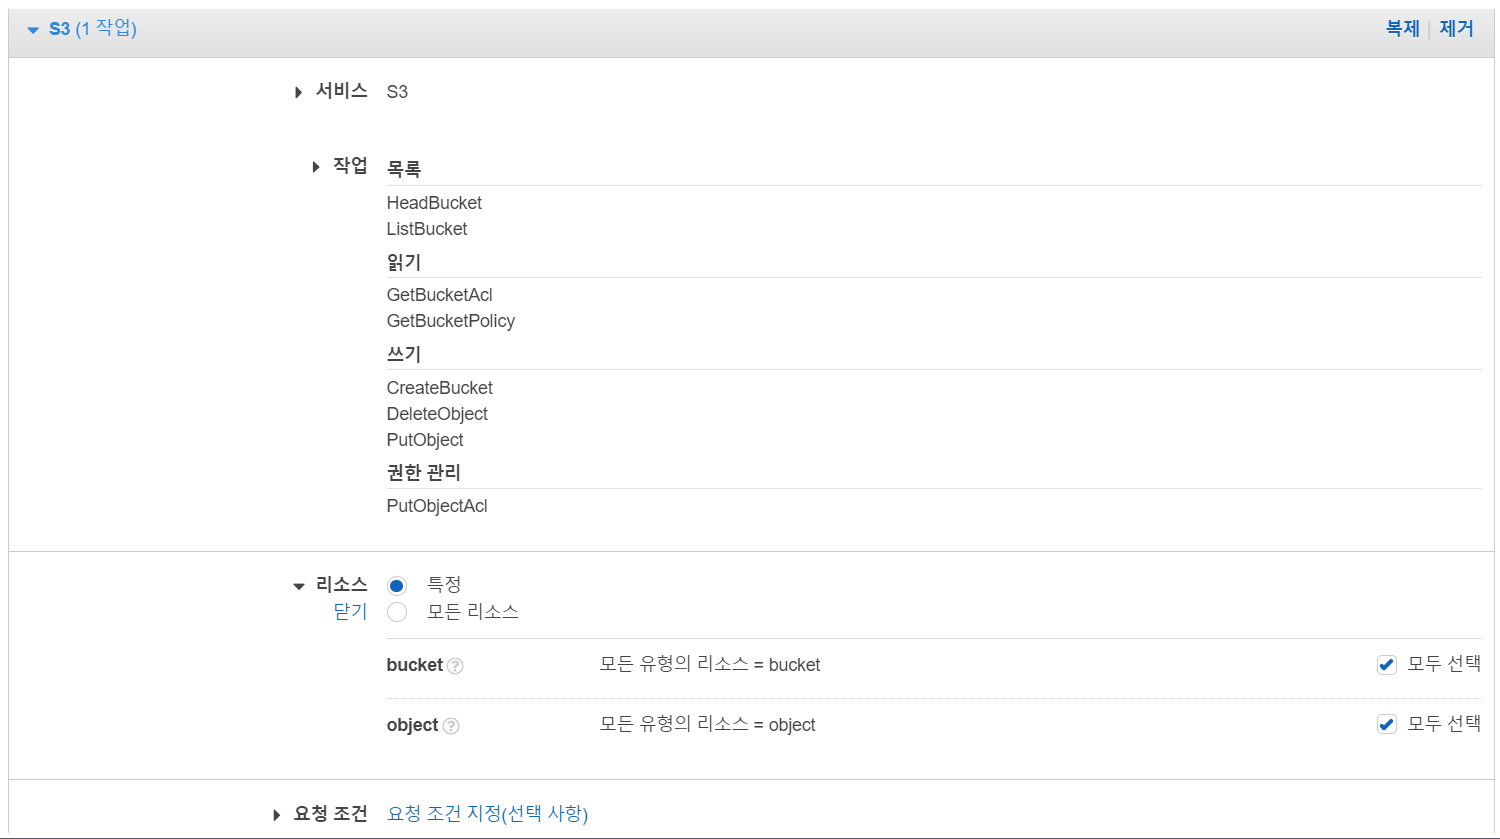 S3 (1 작업)
복제 | 제거
서비스 S3
작업 목록
HeadBucket
ListBucket
읽기
GetBucketAcl
GetBucketPolicy
쓰기
CreateBucket
DeleteObject
PutObject
권한 관리
PutObjectAcl
리소스 특정
닫기 모든 리소스
bucket ? 모든 유형의 리소스 = bucket 모두 선택
object ? 모든 유형의 리소스 = object 모두 선택
요청 조건 요청 조건 지정(선택 사항)